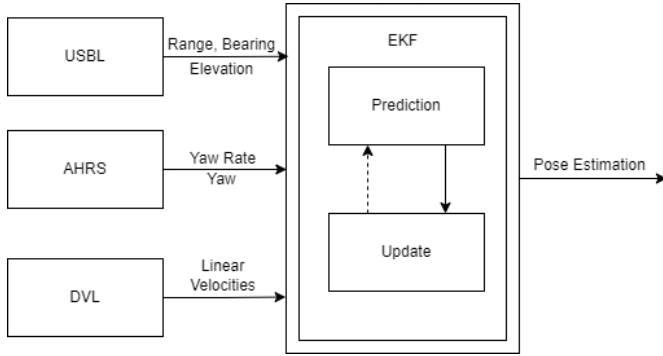 USBL
Range, Bearing
Elevation
AHRS
Yaw Rate
Yaw
DVL
Linear
Velocities
EKF
Prediction
Update
Pose Estimation